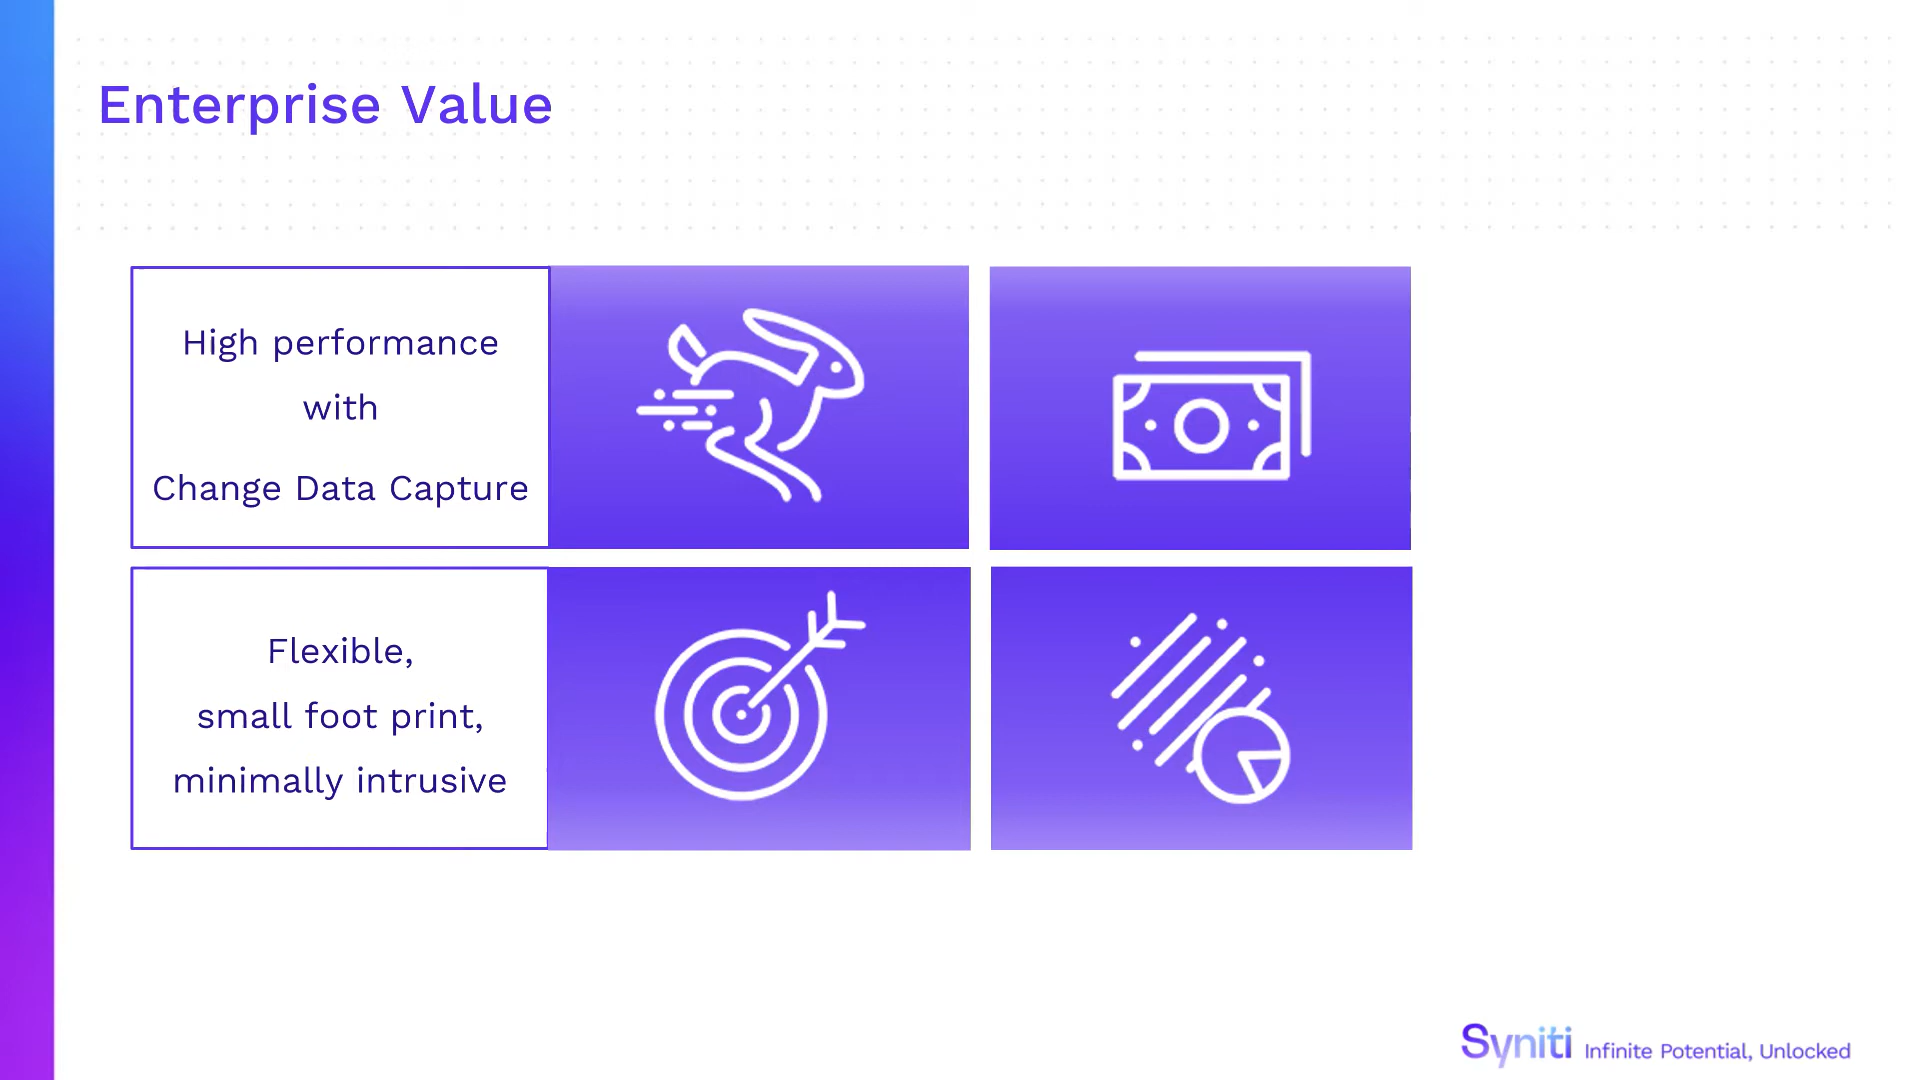 Enterprise Value
High performance
with
Change Data Capture
Flexible,
small foot print,
minimally intrusive
Syniti Infinite Potential, Unlocked